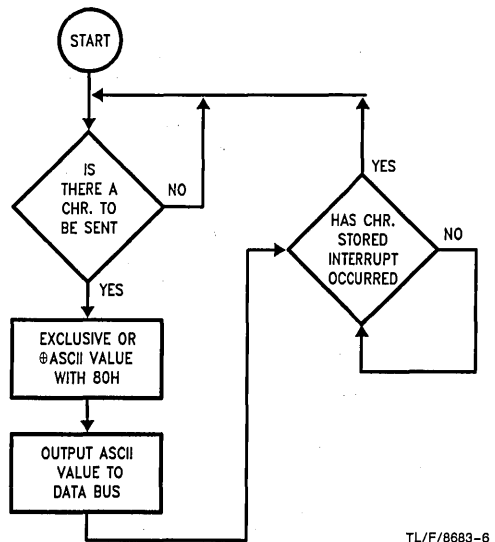 START
IS
THERE A
CHR. TO
BE SENT
NO
YES
EXCLUSIVE OR
⊕ASCII VALUE
WITH 80H
OUTPUT ASCII
VALUE TO
DATA BUS
YES
HAS CHR.
STORED
INTERRUPT
OCCURRED
NO
TL/F/8683-6